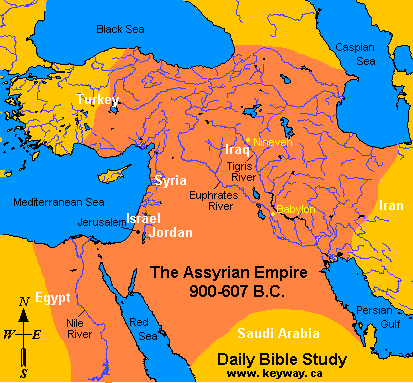 Black Sea
Caspian
Sea
Turkey
Nineveh
Iraq
Tigris
River
Syria
Euphrates
River
Iran
Mediterranean Sea
Babylon
Jerusalem
Israel
Jordan
The Assyrian Empire
900-607 B.C.
Egypt
N
W
E
S
Nile
River
Red
Sea
Persian
Gulf
Saudi Arabia
Daily Bible Study
www.keyway.ca